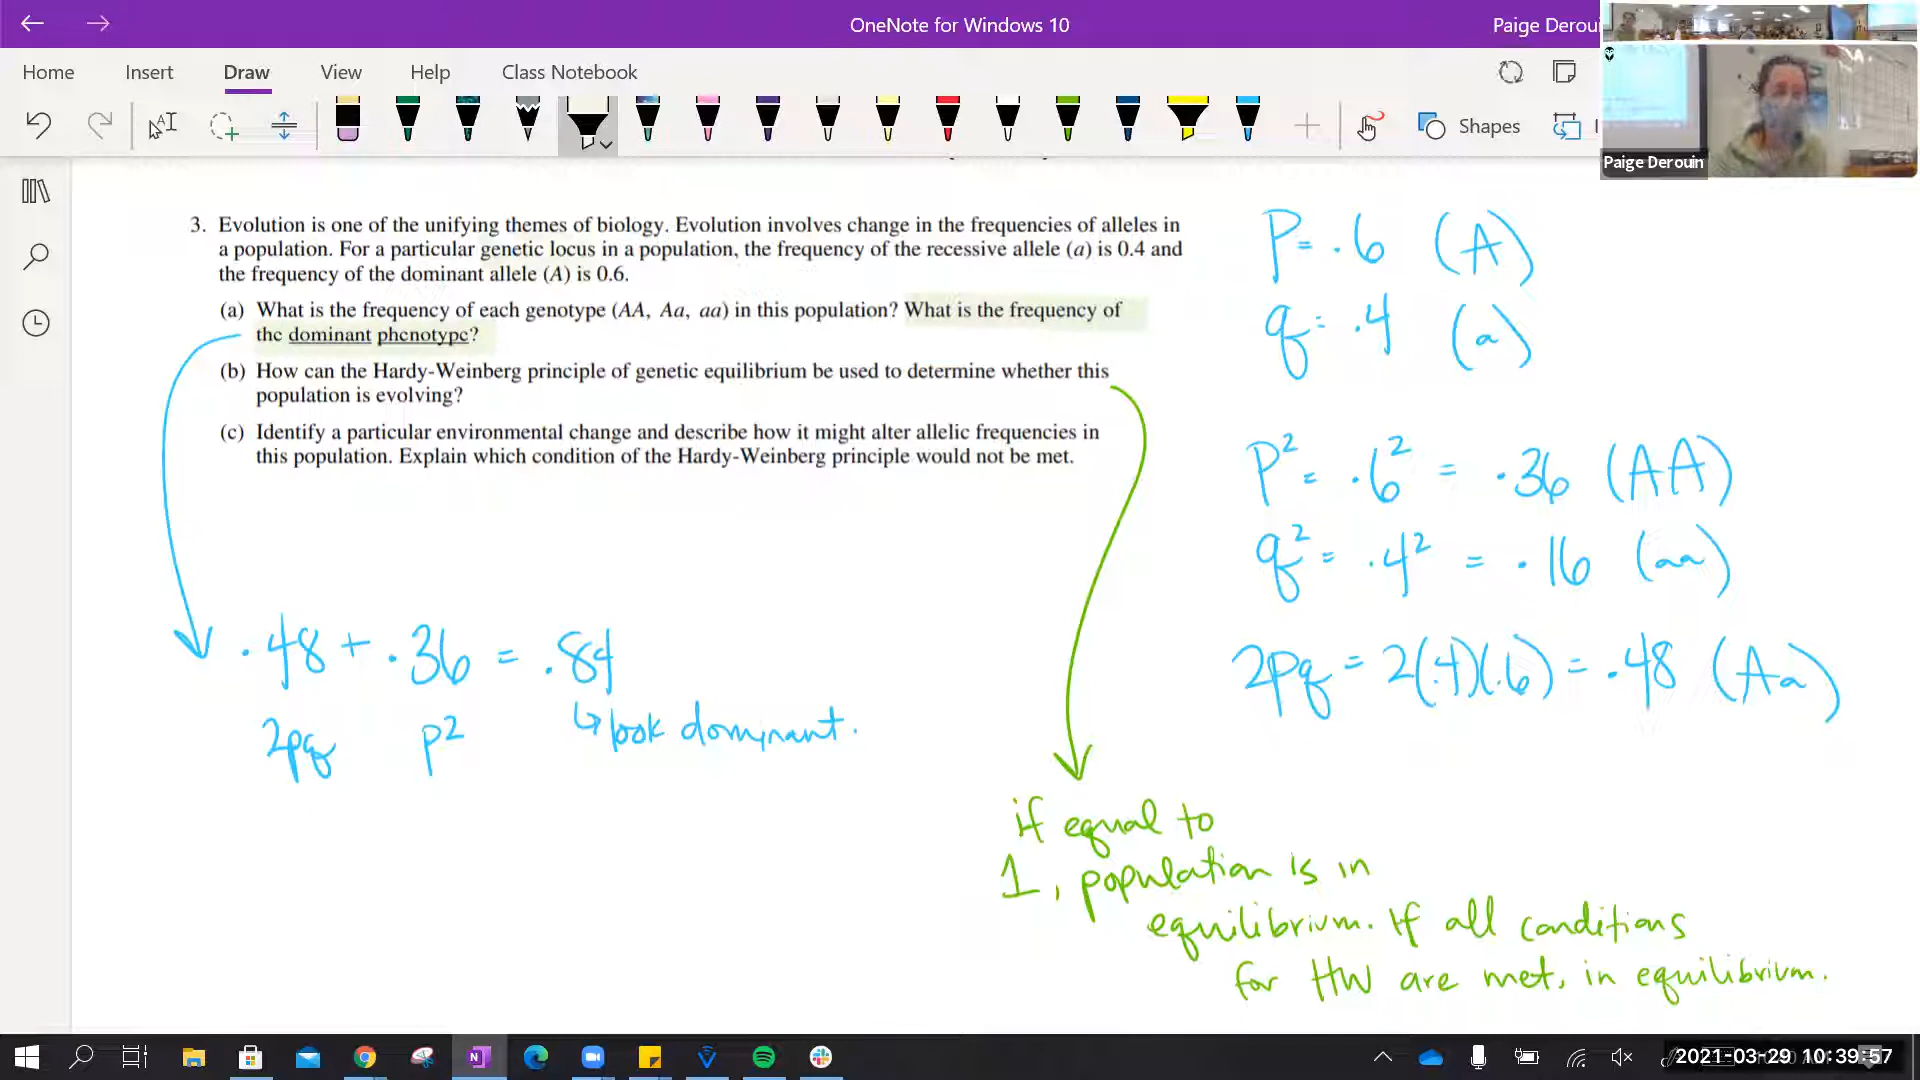 OneNote for Windows 10
Paige Derouin
Home Insert Draw View Help Class Notebook
Shapes
Paige Derouin
3. Evolution is one of the unifying themes of biology. Evolution involves change in the frequencies of alleles in
a population. For a particular genetic locus in a population, the frequency of the recessive allele (a) is 0.4 and
the frequency of the dominant allele (A) is 0.6.
(a) What is the frequency of each genotype (AA, Aa, aa) in this population? What is the frequency of
the dominant phenotype?
(b) How can the Hardy-Weinberg principle of genetic equilibrium be used to determine whether this
population is evolving?
(c) Identify a particular environmental change and describe how it might alter allelic frequencies in
this population. Explain which condition of the Hardy-Weinberg principle would not be met.
P = .6 (A)
q = .4 (a)
P² = .6² = .36 (AA)
q² = .4² = .16 (aa)
2pq = 2(.4)(.6) = .48 (Aa)
.48 + .36 = .84
2pq p² ↳ look dominant.
if equal to
1, population is in
equilibrium. If all conditions
for HW are met, in equilibrium.
2021-03-29 10:39:57